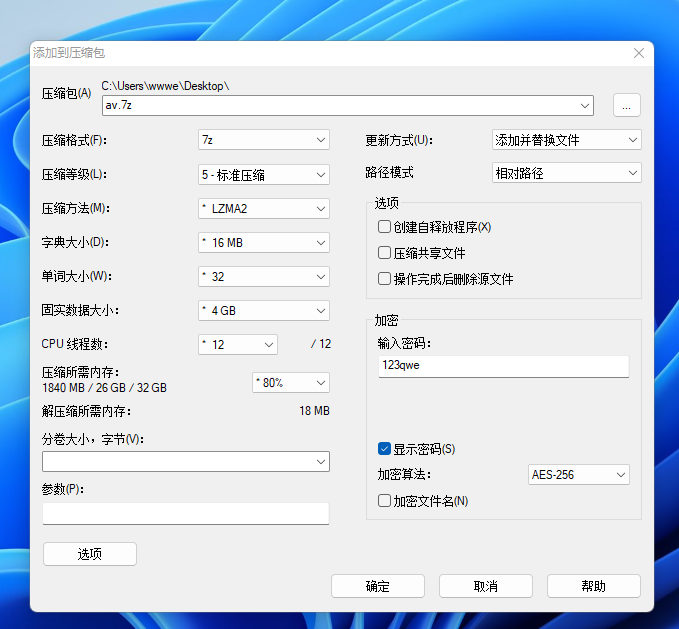 添加到压缩包
压缩包(A)
C:\Users\wwwe\Desktop\
av.7z
...
压缩格式(F):
7z
压缩等级(L):
5 - 标准压缩
压缩方法(M):
* LZMA2
字典大小(D):
* 16 MB
单词大小(W):
* 32
固实数据大小:
* 4 GB
CPU 线程数:
* 12
/ 12
压缩所需内存:
1840 MB / 26 GB / 32 GB
* 80%
解压缩所需内存:
18 MB
分卷大小，字节(V):
参数(P):
选项
更新方式(U):
添加并替换文件
路径模式
相对路径
选项
创建自释放程序(X)
压缩共享文件
操作完成后删除源文件
加密
输入密码:
123qwe
显示密码(S)
加密算法:
AES-256
加密文件名(N)
确定
取消
帮助